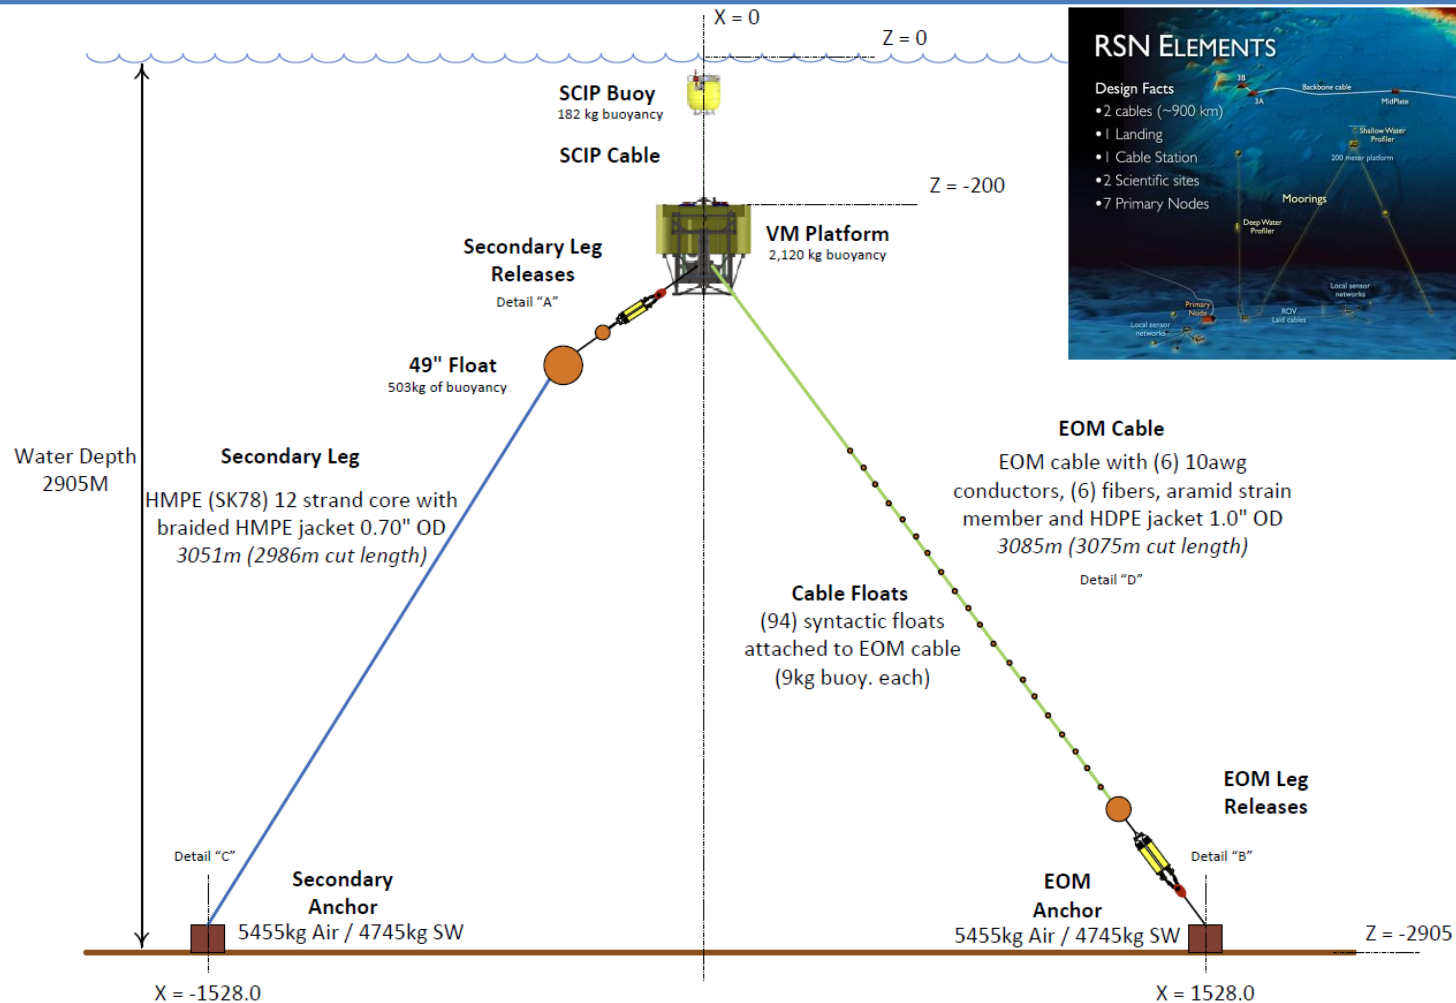 X = 0
Z = 0
SCIP Buoy
182 kg buoyancy
SCIP Cable
Z = -200
VM Platform
2,120 kg buoyancy
Secondary Leg
Releases
Detail “A”
49" Float
503kg of buoyancy
Water Depth
2905M
Secondary Leg
HMPE (SK78) 12 strand core with
braided HMPE jacket 0.70" OD
3051m (2986m cut length)
EOM Cable
EOM cable with (6) 10awg
conductors, (6) fibers, aramid strain
member and HDPE jacket 1.0" OD
3085m (3075m cut length)
Detail “D”
Cable Floats
(94) syntactic floats
attached to EOM cable
(9kg buoy. each)
EOM Leg
Releases
Detail “C”
Detail “B”
Secondary
Anchor
5455kg Air / 4745kg SW
EOM
Anchor
5455kg Air / 4745kg SW
Z = -2905
X = -1528.0
X = 1528.0
RSN ELEMENTS
Design Facts
•2 cables (~900 km)
•1 Landing
•1 Cable Station
•2 Scientific sites
•7 Primary Nodes
3B
3A
Backbone cable
MidPlate
Shallow Water
Profiler
200 meter platform
Moorings
Deep Water
Profiler
Primary
Node
Local sensor
networks
ROV
Laid cables
Local sensor
networks